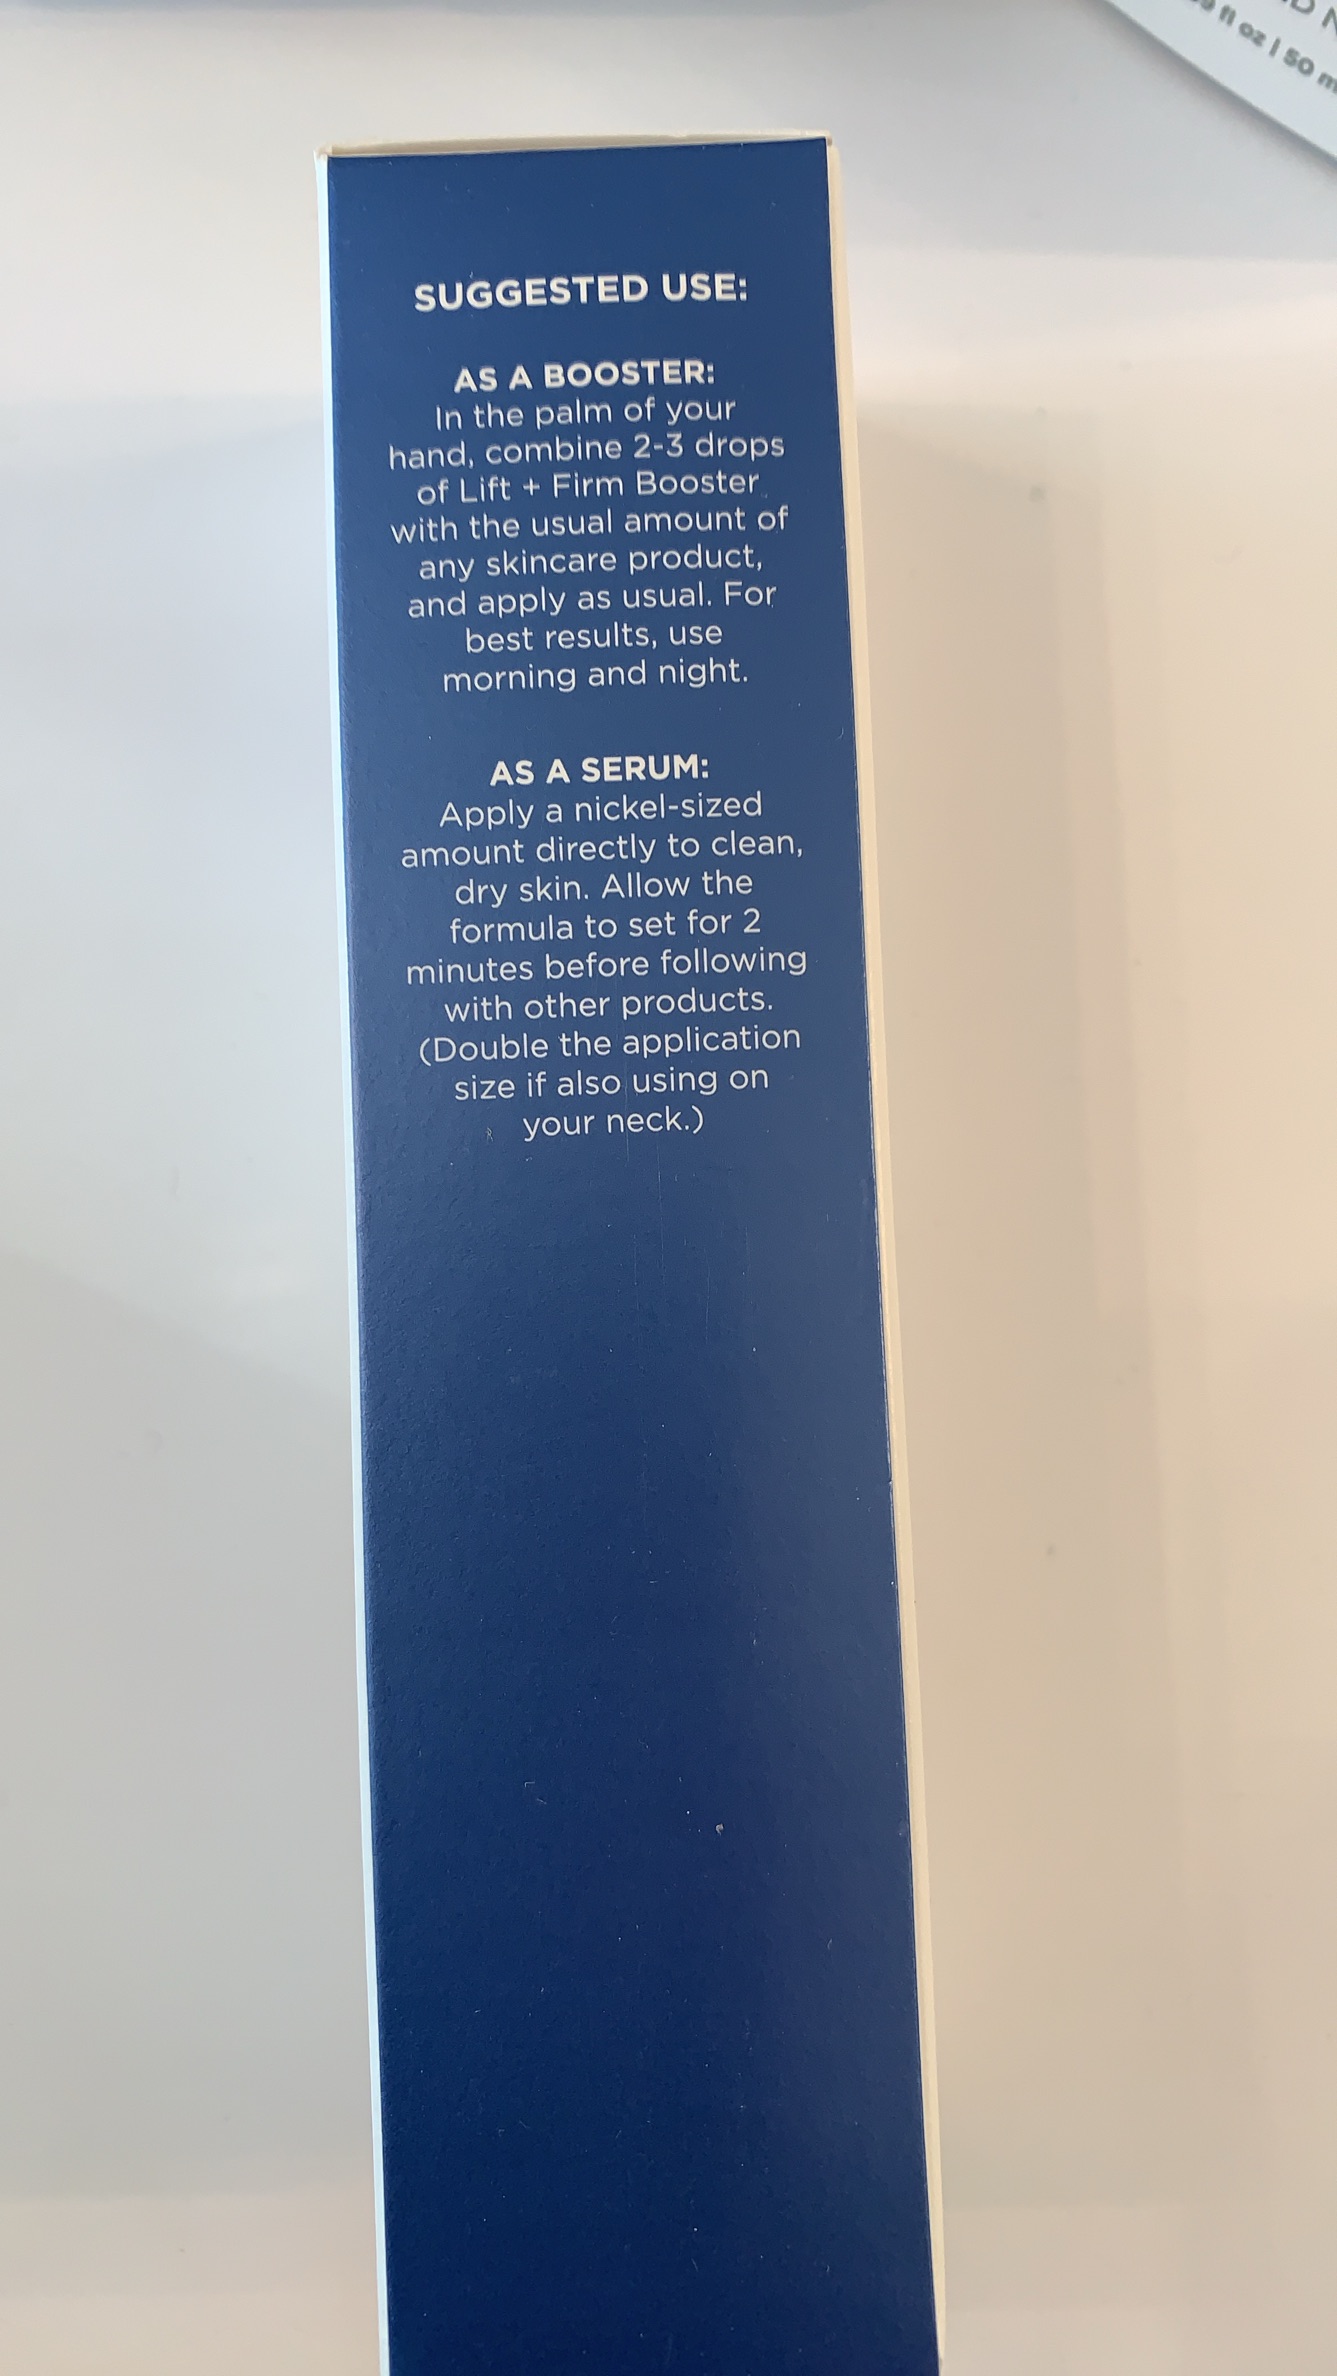 SUGGESTED USE:
AS A BOOSTER:
In the palm of your
hand, combine 2-3 drops
of Lift + Firm Booster
with the usual amount of
any skincare product,
and apply as usual. For
best results, use
morning and night.
AS A SERUM:
Apply a nickel-sized
amount directly to clean,
dry skin. Allow the
formula to set for 2
minutes before following
with other products.
(Double the application
size if also using on
your neck.)
fl oz | 50 m